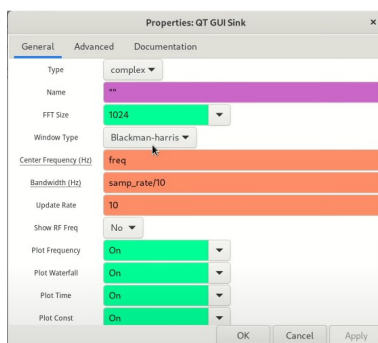 Properties: QT GUI Sink ×
General Advanced Documentation
Type complex
Name ""
FFT Size 1024
Window Type Blackman-harris
Center Frequency (Hz) freq
Bandwidth (Hz) samp_rate/10
Update Rate 10
Show RF Freq No
Plot Frequency On
Plot Waterfall On
Plot Time On
Plot Const On
OK Cancel Apply